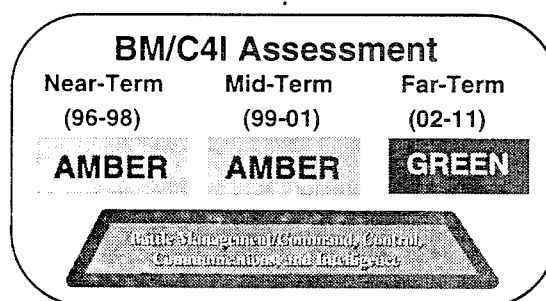 BM/C4I Assessment
Near-Term Mid-Term Far-Term
(96-98) (99-01) (02-11)
AMBER AMBER GREEN
Battle Management/Command, Control,
Communications, and Intelligence